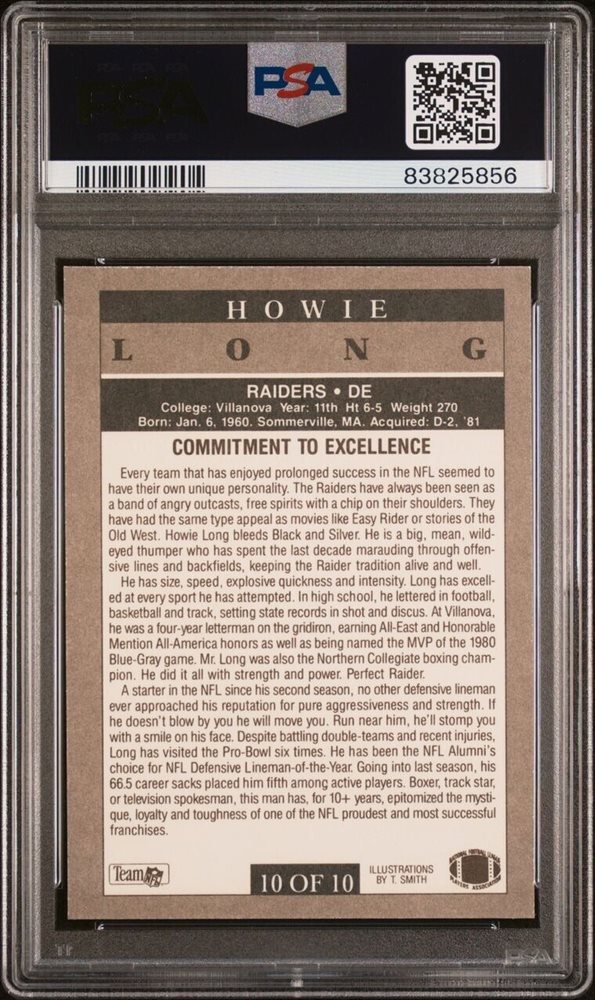 PSA
PSA
83825856
HOWIE
LONG
RAIDERS • DE
College: Villanova Year: 11th Ht 6-5 Weight 270
Born: Jan. 6, 1960. Sommerville, MA. Acquired: D-2, '81
COMMITMENT TO EXCELLENCE
Every team that has enjoyed prolonged success in the NFL seemed to
have their own unique personality. The Raiders have always been seen as
a band of angry outcasts, free spirits with a chip on their shoulders. They
have had the same type appeal as movies like Easy Rider or stories of the
Old West. Howie Long bleeds Black and Silver. He is a big, mean, wild-
eyed thumper who has spent the last decade marauding through offen-
sive lines and backfields, keeping the Raider tradition alive and well.
He has size, speed, explosive quickness and intensity. Long has excell-
ed at every sport he has attempted. In high school, he lettered in football,
basketball and track, setting state records in shot and discus. At Villanova,
he was a four-year letterman on the gridiron, earning All-East and Honorable
Mention All-America honors as well as being named the MVP of the 1980
Blue-Gray game. Mr. Long was also the Northern Collegiate boxing cham-
pion. He did it all with strength and power. Perfect Raider.
A starter in the NFL since his second season, no other defensive lineman
ever approached his reputation for pure aggressiveness and strength. If
he doesn't blow by you he will move you. Run near him, he'll stomp you
with a smile on his face. Despite battling double-teams and recent injuries,
Long has visited the Pro-Bowl six times. He has been the NFL Alumni's
choice for NFL Defensive Lineman-of-the-Year. Going into last season, his
66.5 career sacks placed him fifth among active players. Boxer, track star,
or television spokesman, this man has, for 10+ years, epitomized the mysti-
que, loyalty and toughness of one of the NFL proudest and most successful
franchises.
Team NFL
10 OF 10
ILLUSTRATIONS
BY T. SMITH
NATIONAL FOOTBALL LEAGUE
PLAYERS ASSOCIATION
PSA